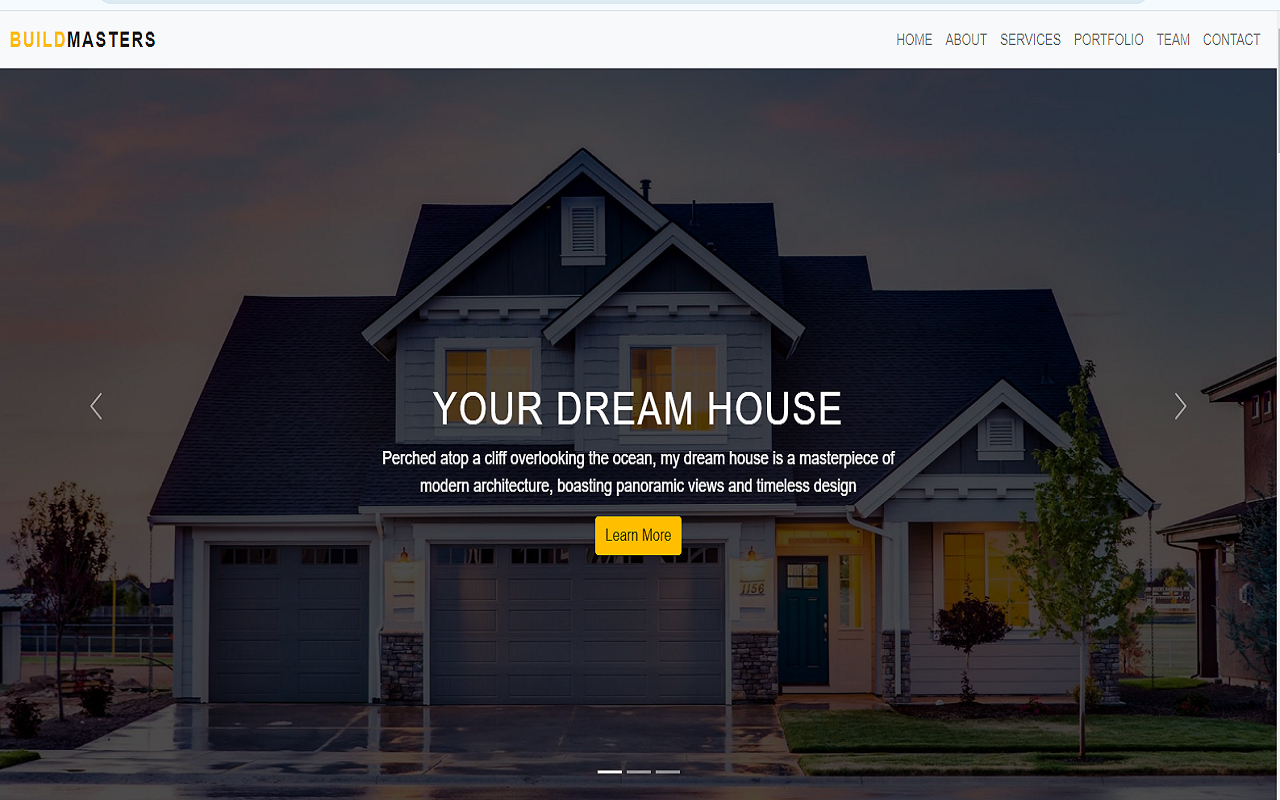 BUILDMASTERS
HOME ABOUT SERVICES PORTFOLIO TEAM CONTACT
YOUR DREAM HOUSE
Perched atop a cliff overlooking the ocean, my dream house is a masterpiece of
modern architecture, boasting panoramic views and timeless design
Learn More
1156